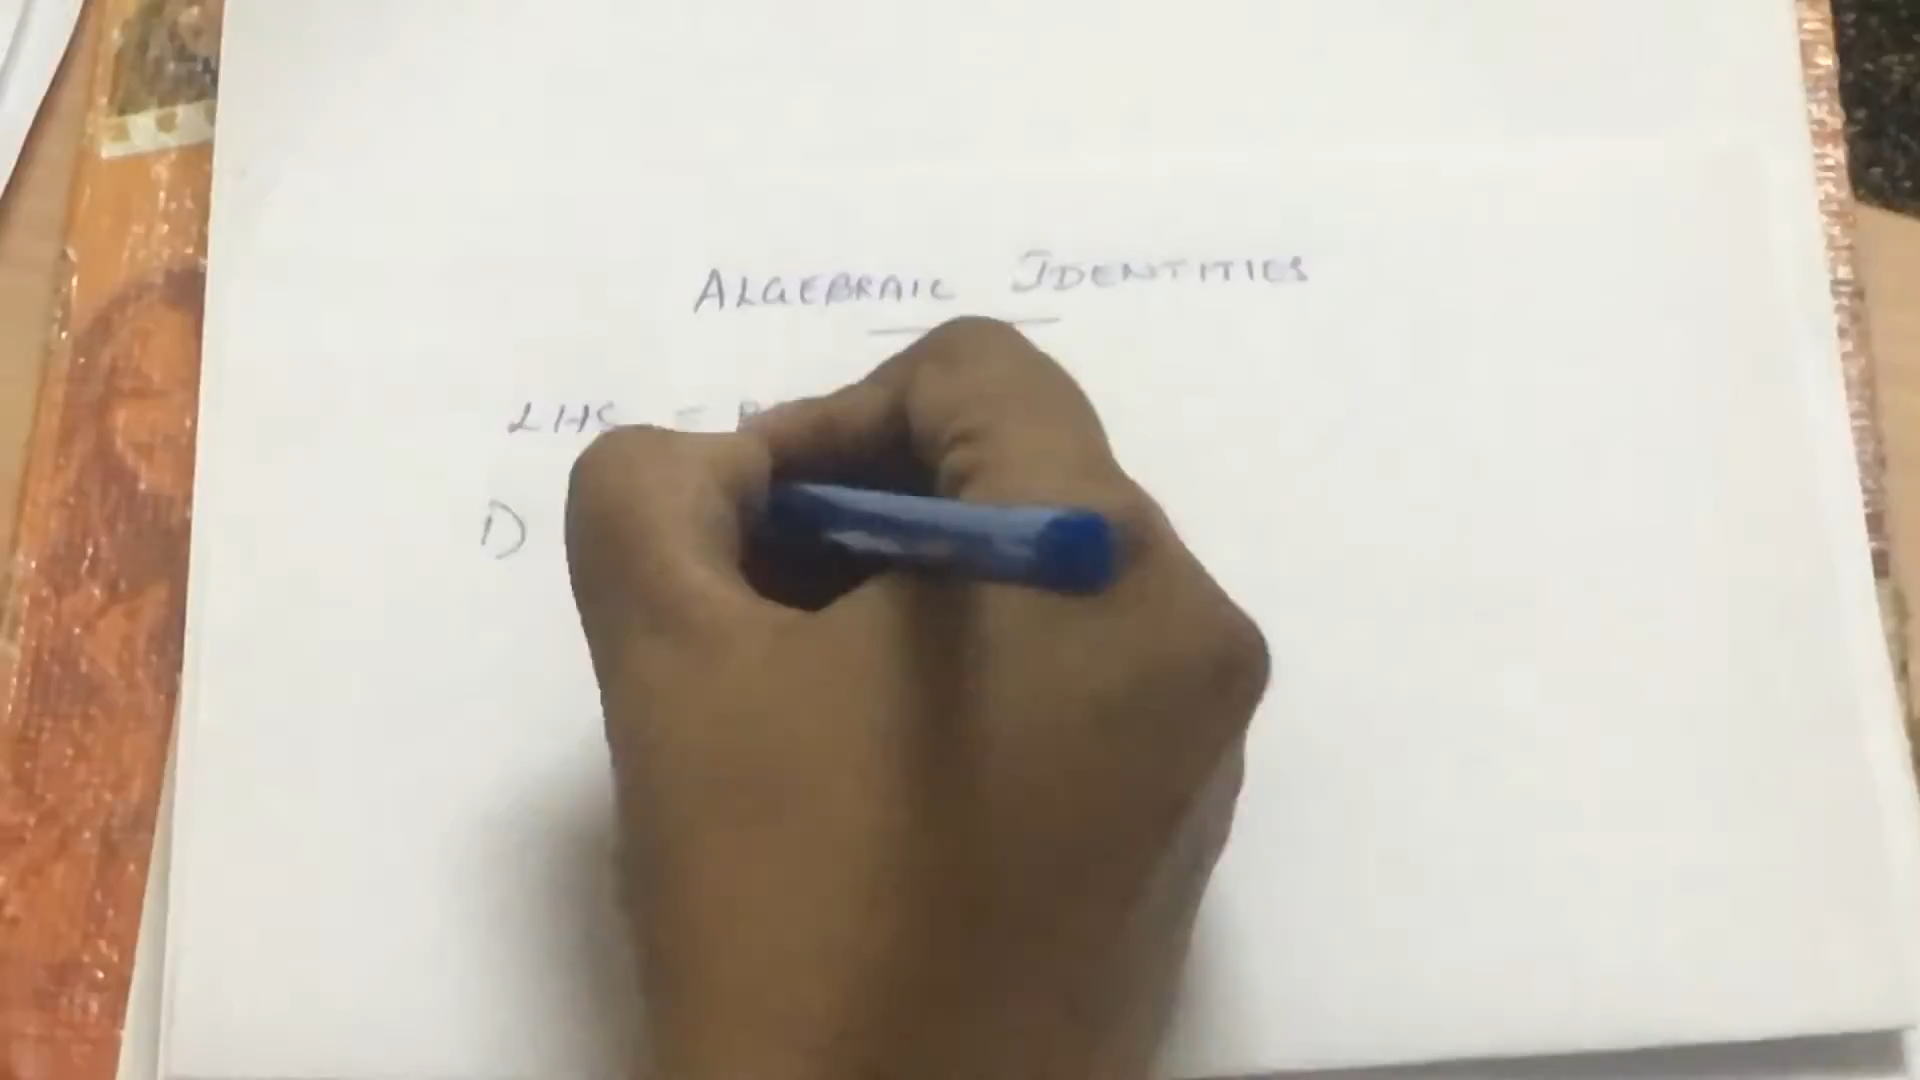 ALGEBRAIC IDENTITIES
LHS =
1)